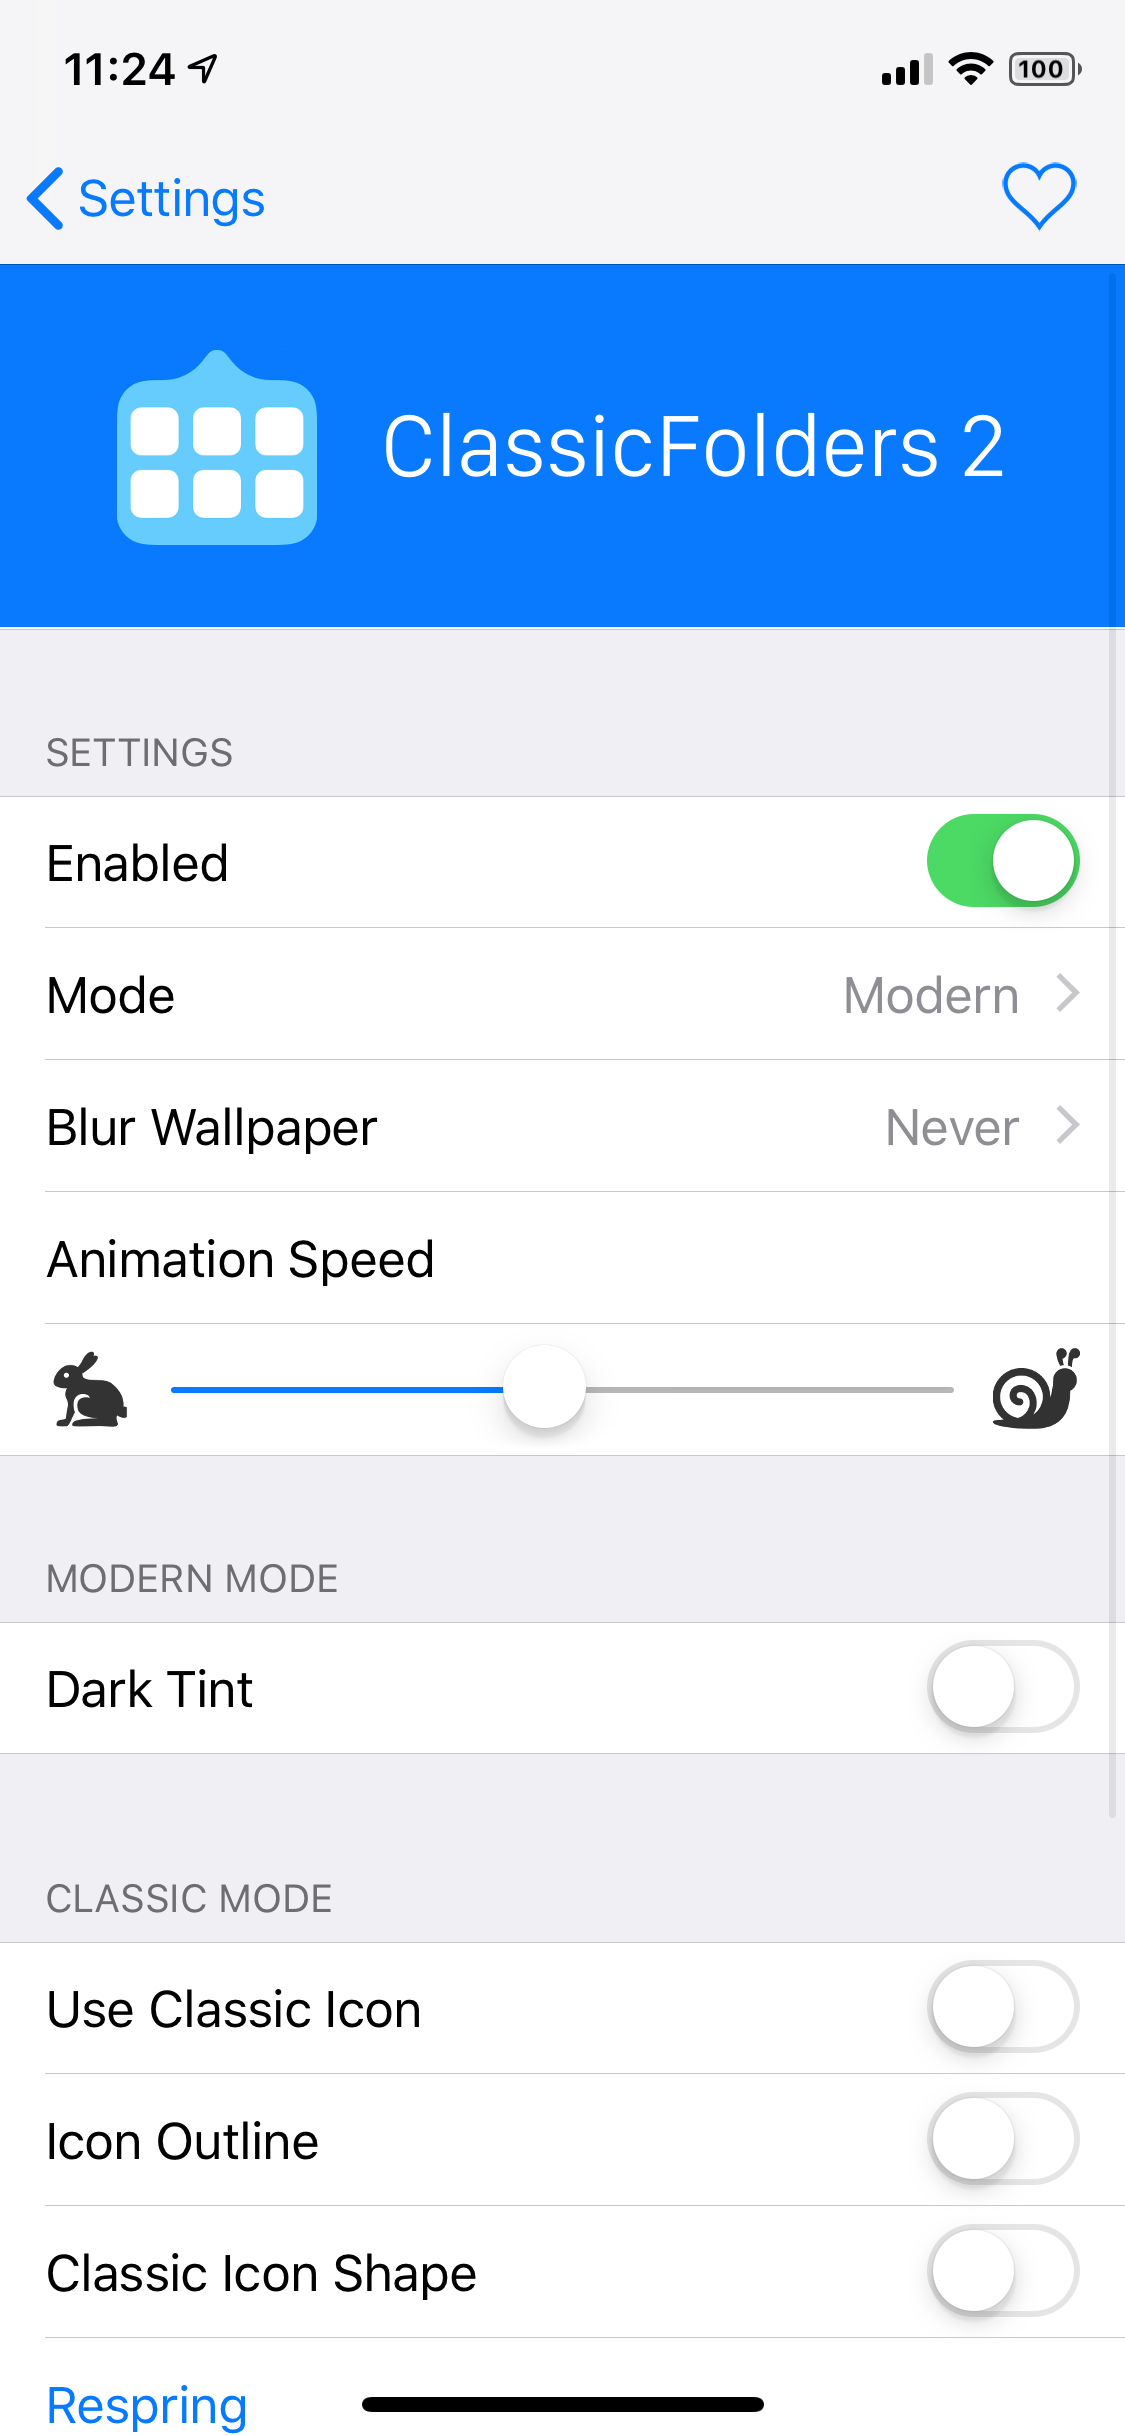 11:24
100
Settings
ClassicFolders 2
SETTINGS
Enabled
Mode Modern
Blur Wallpaper Never
Animation Speed
MODERN MODE
Dark Tint
CLASSIC MODE
Use Classic Icon
Icon Outline
Classic Icon Shape
Respring